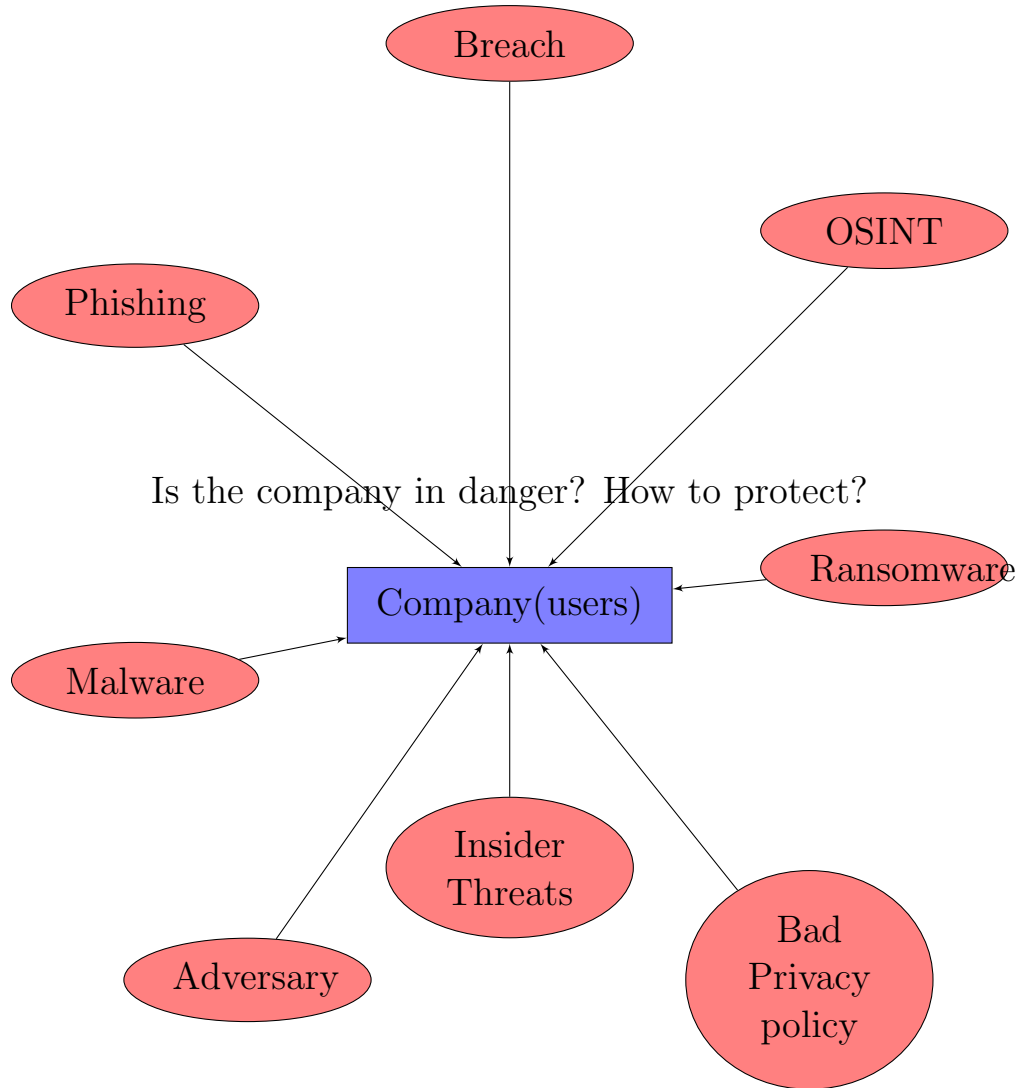 Breach
OSINT
Phishing
Is the company in danger? How to protect?
Ransomware
Company(users)
Malware
Insider
Threats
Bad
Privacy
policy
Adversary